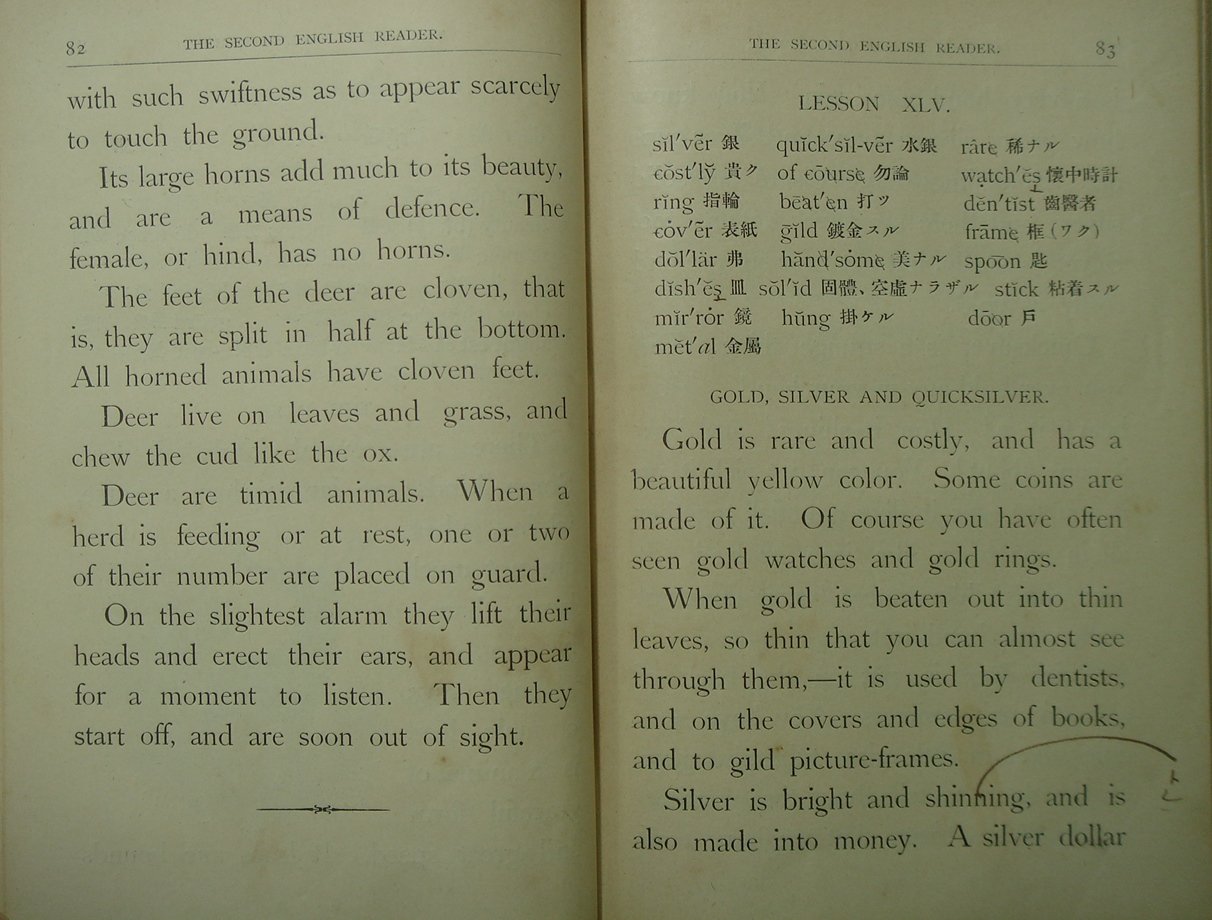 82
THE SECOND ENGLISH READER.
with such swiftness as to appear scarcely
to touch the ground.
Its large horns add much to its beauty,
and are a means of defence. The
female, or hind, has no horns.
The feet of the deer are cloven, that
is, they are split in half at the bottom.
All horned animals have cloven feet.
Deer live on leaves and grass, and
chew the cud like the ox.
Deer are timid animals. When a
herd is feeding or at rest, one or two
of their number are placed on guard.
On the slightest alarm they lift their
heads and erect their ears, and appear
for a moment to listen. Then they
start off, and are soon out of sight.
THE SECOND ENGLISH READER.
83
LESSON XLV.
sĭl′vẽr 銀 quĭck′sĭl-vẽr 水銀 râre 稀ナル
cŏst′lў 貴ク of cōurse 勿論 watch′ĕs 懷中時計
rĭng 指輪 bēat′en 打ツ dĕn′tĭst 齒醫者
cȯv′ẽr 表紙 ḡĭld 鍍金スル frāme 框(ワク)
dŏl′lär 弗 hănd′sȯme 美ナル spo͞on 匙
dĭsh′ĕs 皿 sŏl′ĭd 固體、空虛ナラザル stĭck 粘着スル
mĭr′rȯr 鏡 hŭng 掛ケル dōor 戶
mĕt′al 金屬
GOLD, SILVER AND QUICKSILVER.
Gold is rare and costly, and has a
beautiful yellow color. Some coins are
made of it. Of course you have often
seen gold watches and gold rings.
When gold is beaten out into thin
leaves, so thin that you can almost see
through them,—it is used by dentists,
and on the covers and edges of books,
and to gild picture-frames.
Silver is bright and shinning, and is
also made into money. A silver dollar